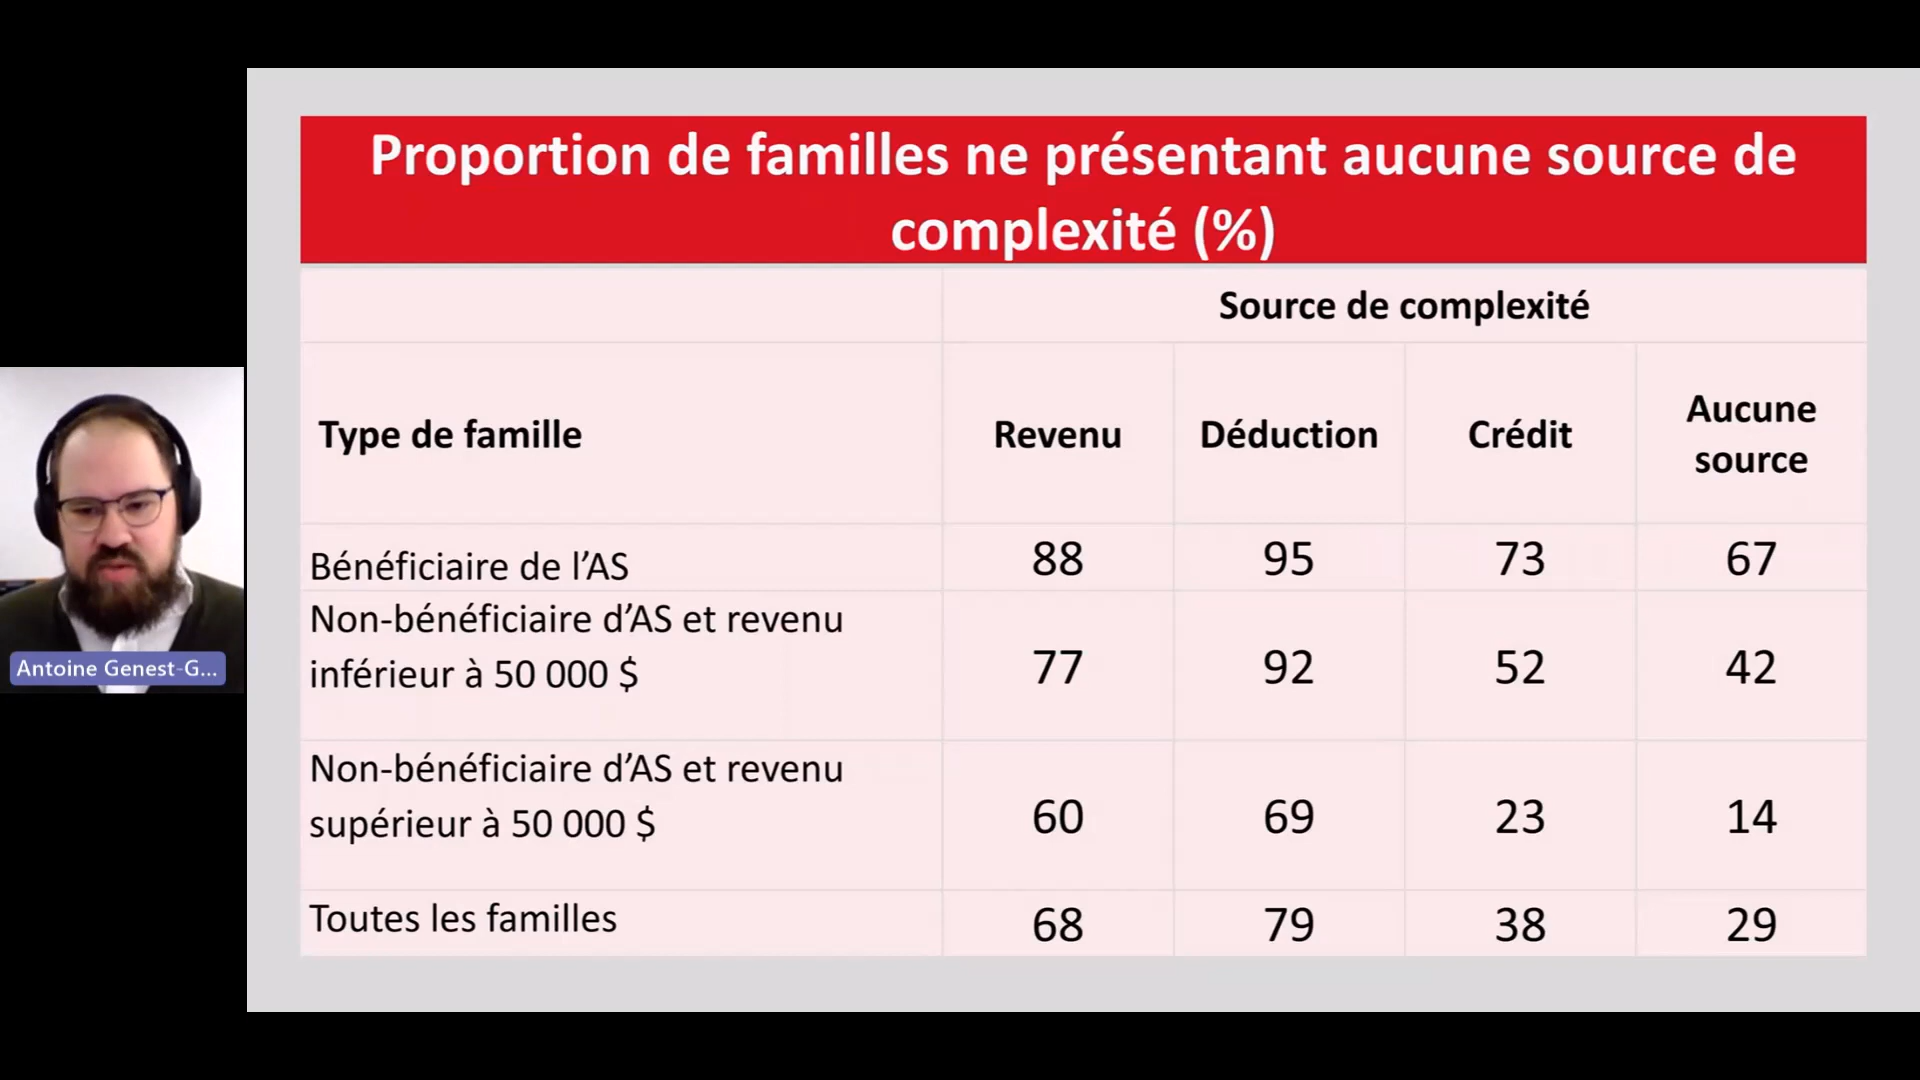 Proportion de familles ne présentant aucune source de
complexité (%)
Source de complexité
Type de famille
Revenu
Déduction
Crédit
Aucune
source
Bénéficiaire de l’AS
88
95
73
67
Non-bénéficiaire d’AS et revenu
inférieur à 50 000 $
77
92
52
42
Non-bénéficiaire d’AS et revenu
supérieur à 50 000 $
60
69
23
14
Toutes les familles
68
79
38
29
Antoine Genest-G...